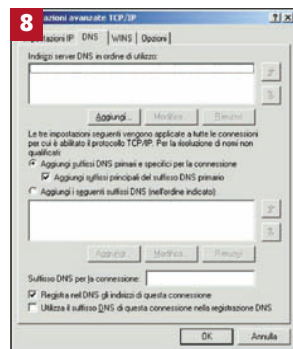 8
Impostazioni avanzate TCP/IP
Impostazioni IP DNS WINS Opzioni
Indirizzi server DNS in ordine di utilizzo:
Aggiungi... Modifica... Rimuovi
Le tre impostazioni seguenti vengono applicate a tutte le connessioni
per cui è abilitato il protocollo TCP/IP. Per la risoluzione di nomi non
qualificati:
Aggiungi suffissi DNS primari e specifici per la connessione
Aggiungi suffissi principali del suffisso DNS primario
Aggiungi i seguenti suffissi DNS (nell'ordine indicato):
Aggiungi... Modifica... Rimuovi
Suffisso DNS per la connessione:
Registra nel DNS gli indirizzi di questa connessione
Utilizza il suffisso DNS di questa connessione nella registrazione DNS
OK Annulla